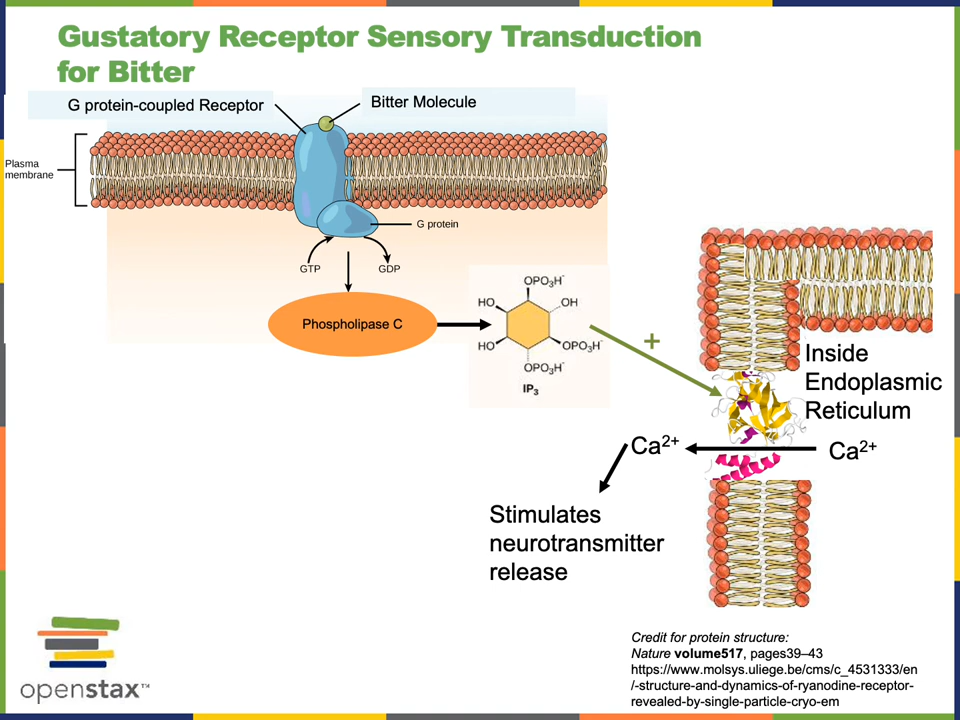 Gustatory Receptor Sensory Transduction
for Bitter
G protein-coupled Receptor
Bitter Molecule
Plasma
membrane
G protein
GTP
GDP
Phospholipase C
OPO₃H⁻
HO
OH
HO
OPO₃H⁻
OPO₃H⁻
IP₃
+
Inside
Endoplasmic
Reticulum
Ca²⁺
Ca²⁺
Stimulates
neurotransmitter
release
Credit for protein structure:
Nature volume517, pages39–43
https://www.molsys.uliege.be/cms/c_4531333/en
/-structure-and-dynamics-of-ryanodine-receptor-
revealed-by-single-particle-cryo-em
openstax™